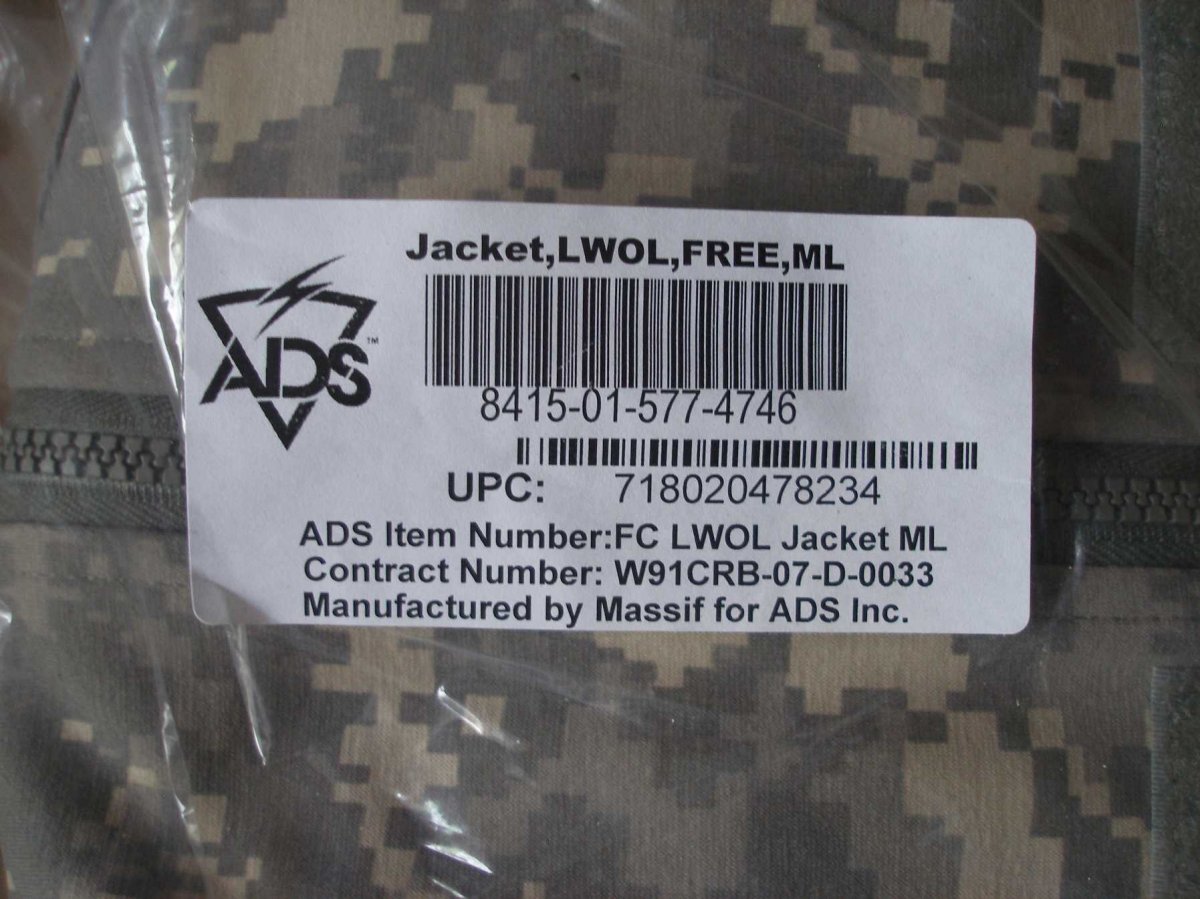 Jacket,LWOL,FREE,ML
ADS™
8415-01-577-4746
UPC: 718020478234
ADS Item Number:FC LWOL Jacket ML
Contract Number: W91CRB-07-D-0033
Manufactured by Massif for ADS Inc.